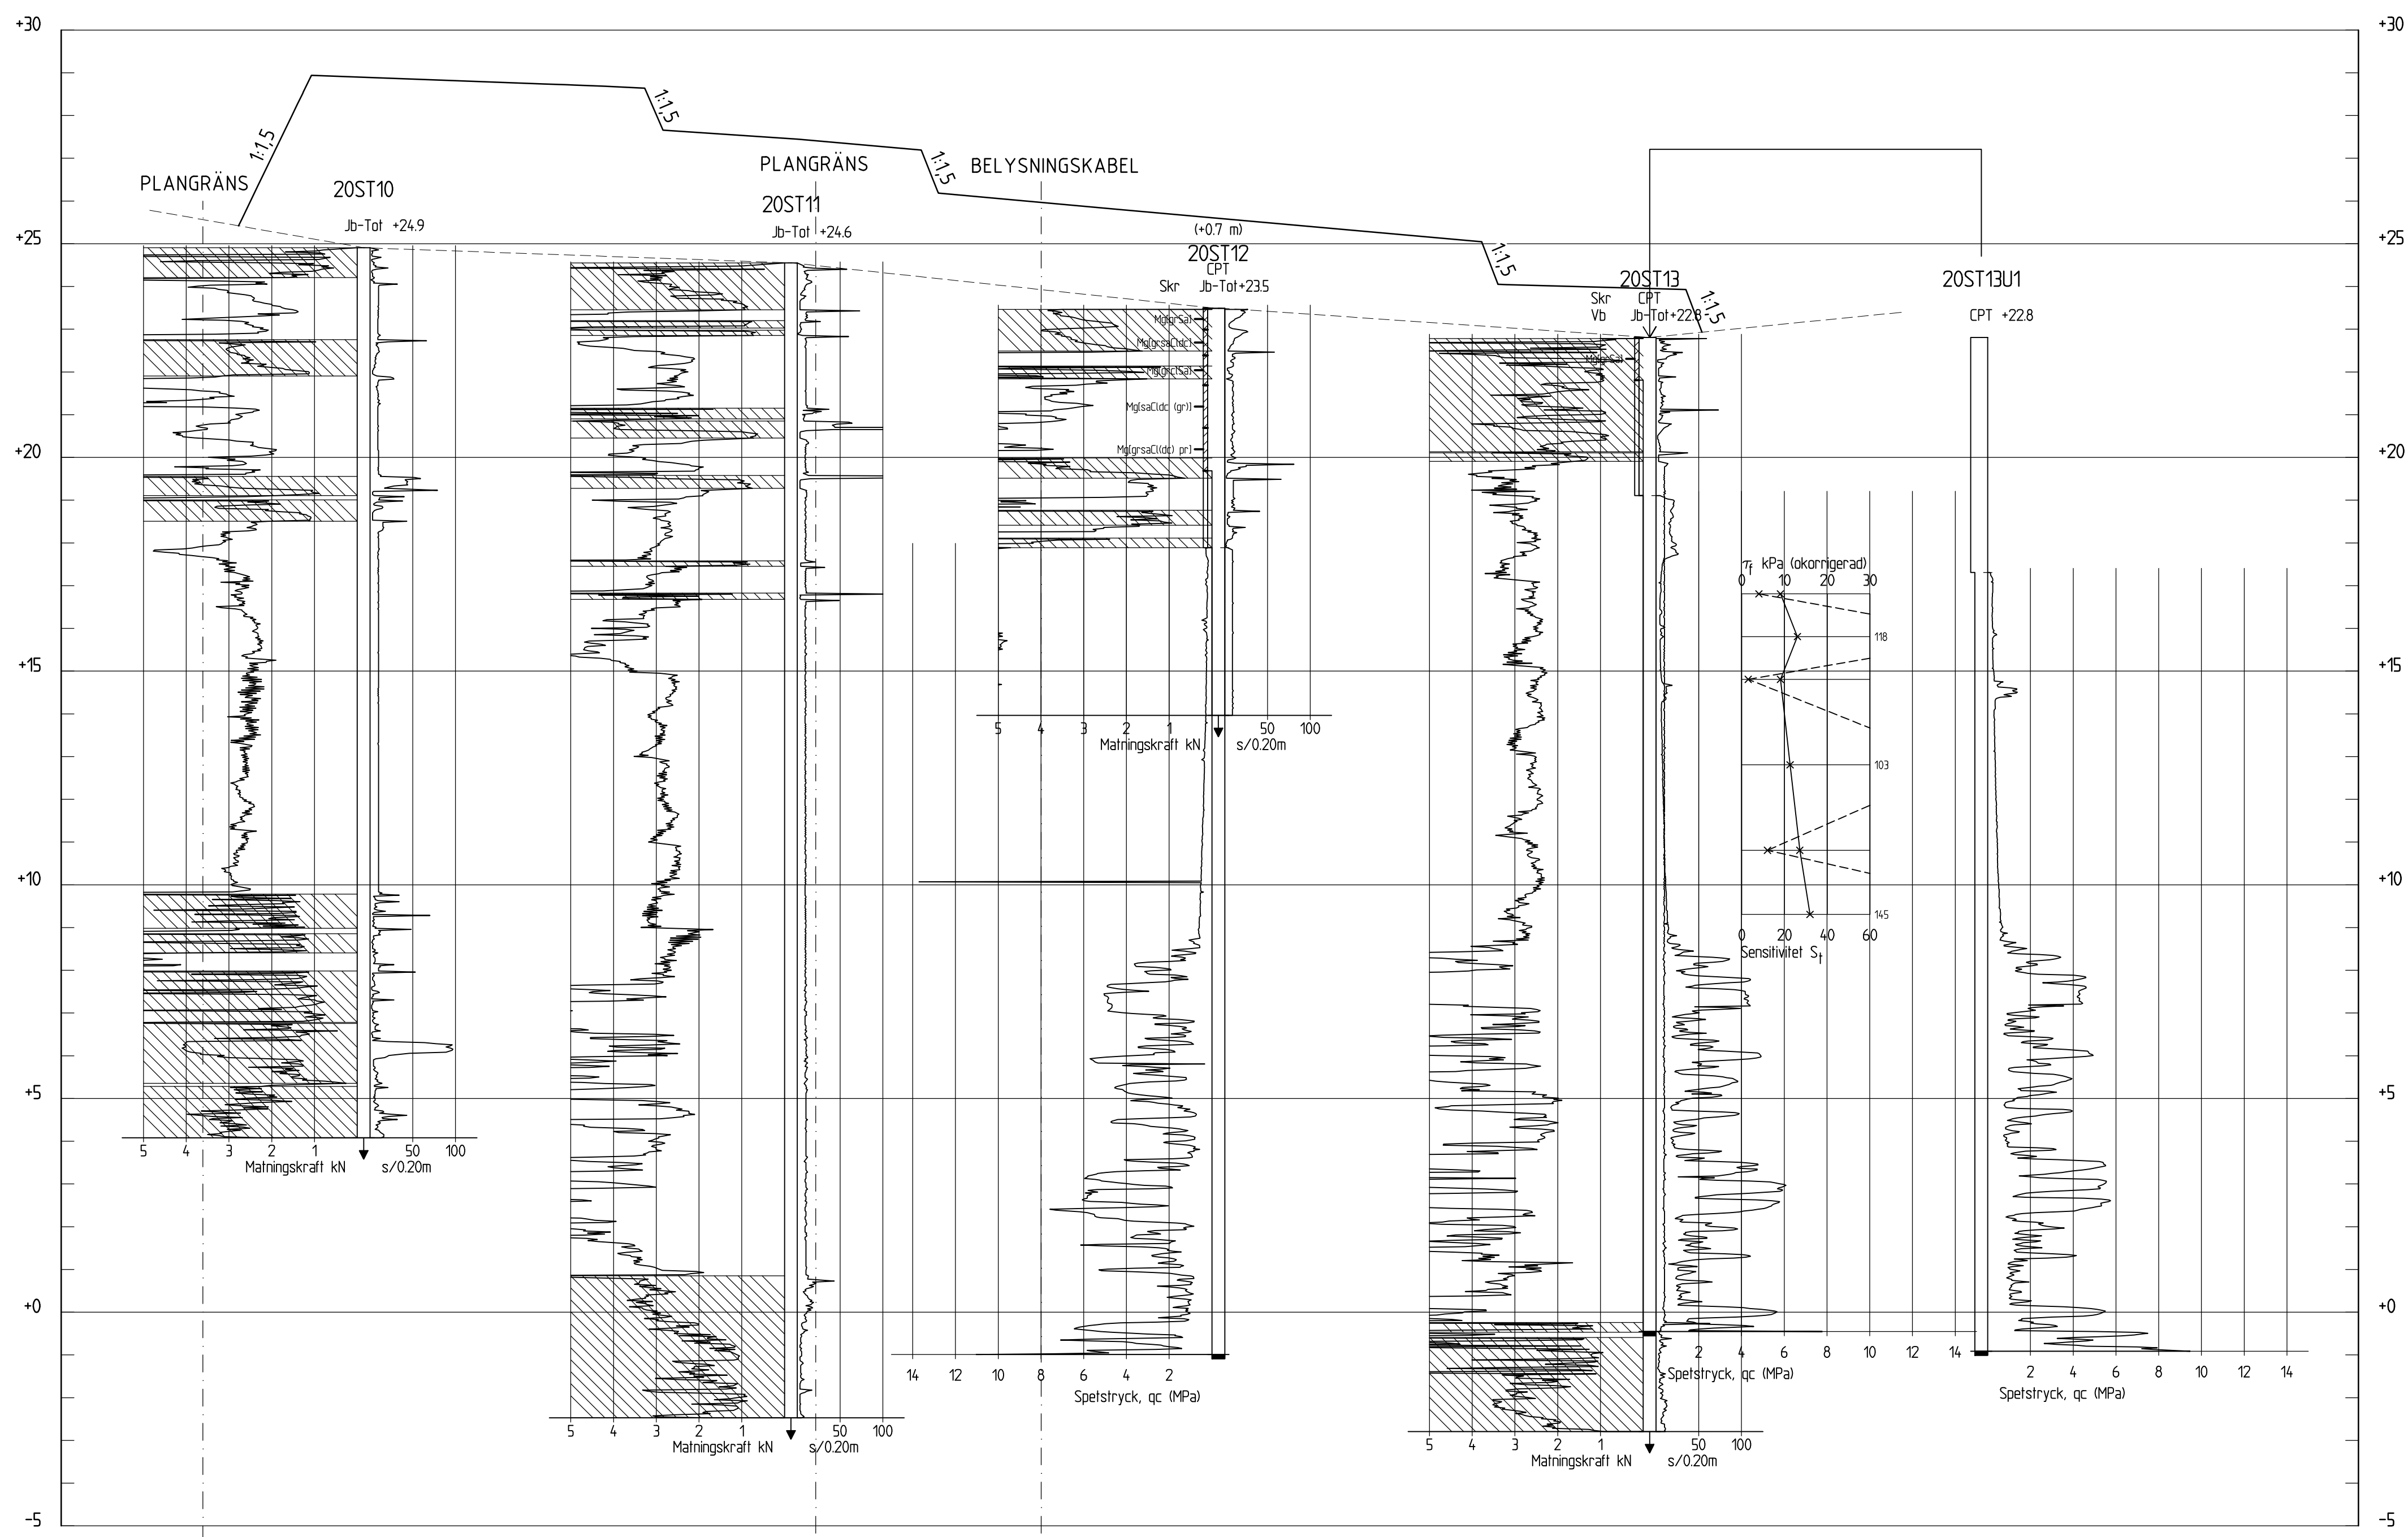 +30
+30
1:1,5
1:1,5
1:1,5
PLANGRÄNS
PLANGRÄNS
BELYSNINGSKABEL
20ST10
20ST11
Jb-Tot +24.9
Jb-Tot +24.6
(+0.7 m)
+25
+25
20ST12
CPT
Skr Jb-Tot+23.5
1:1,5
20ST13
Skr CPT
Vb Jb-Tot+22.8
1:1,5
20ST13U1
CPT +22.8
Mg[grSa]
Mg[grsaCldc]
Mg[grclSa]
Mg[saCldc (gr)]
Mg[grsaCl(dc) pr]
Mg[grSa]
+20
+20
τf kPa (okorrigerad)
0 10 20 30
118
+15
+15
103
5 4 3 2 1 50 100
Matningskraft kN s/0.20m
+10
+10
145
0 20 40 60
Sensitivitet St
+5
+5
5 4 3 2 1 50 100
Matningskraft kN s/0.20m
+0
+0
14 12 10 8 6 4 2
Spetstryck, qc (MPa)
2 4 6 8 10 12 14
Spetstryck, qc (MPa)
2 4 6 8 10 12 14
Spetstryck, qc (MPa)
5 4 3 2 1 50 100
Matningskraft kN s/0.20m
5 4 3 2 1 50 100
Matningskraft kN s/0.20m
-5
-5